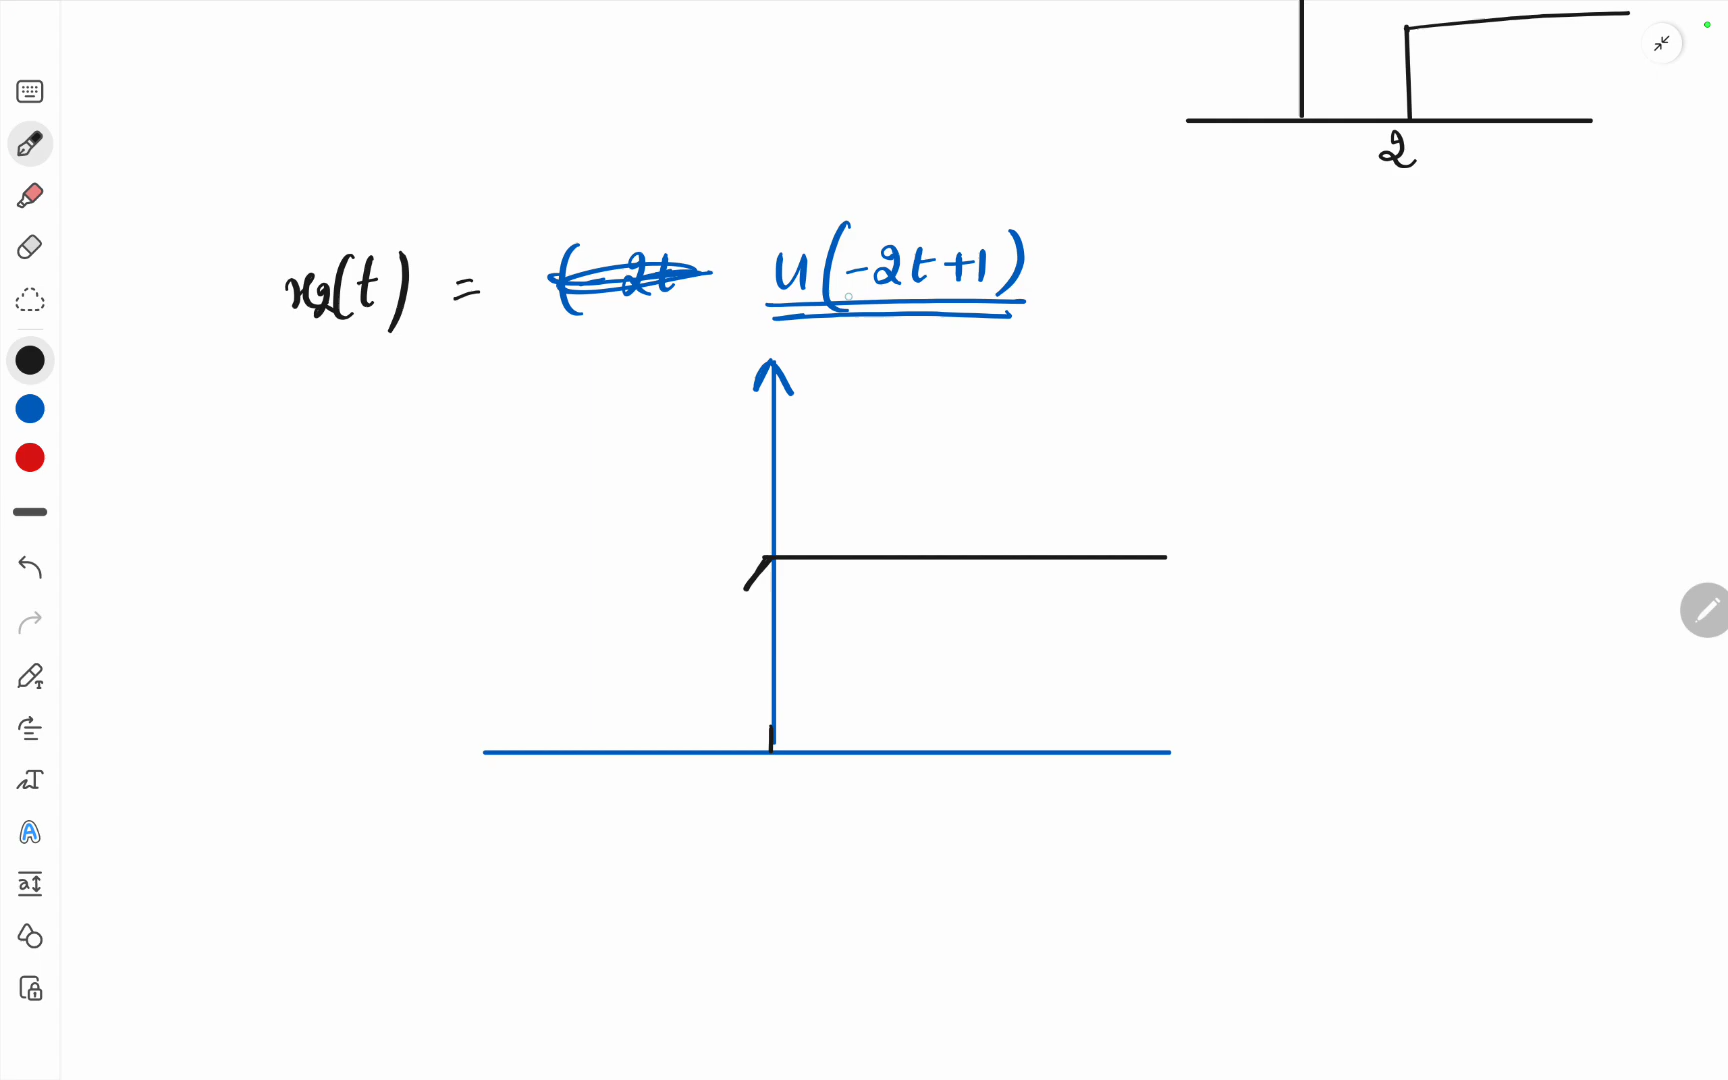 2
x₂(t) = u(-2t+1)